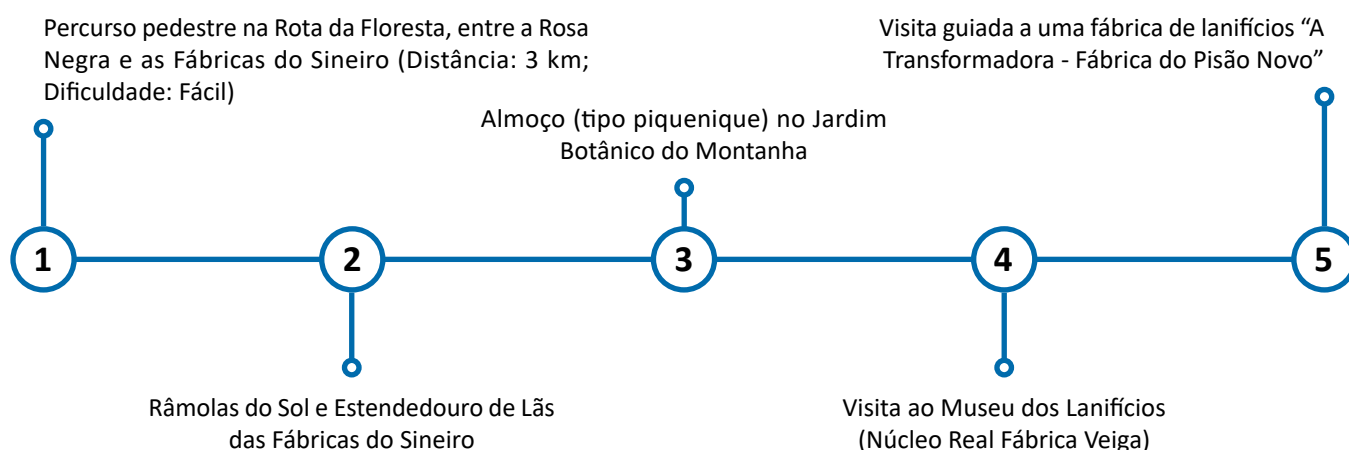 Percurso pedestre na Rota da Floresta, entre a Rosa
Negra e as Fábricas do Sineiro (Distância: 3 km;
Dificuldade: Fácil)
Visita guiada a uma fábrica de lanifícios “A
Transformadora - Fábrica do Pisão Novo”
Almoço (tipo piquenique) no Jardim
Botânico do Montanha
1
2
3
4
5
Râmolas do Sol e Estendedouro de Lãs
das Fábricas do Sineiro
Visita ao Museu dos Lanifícios
(Núcleo Real Fábrica Veiga)